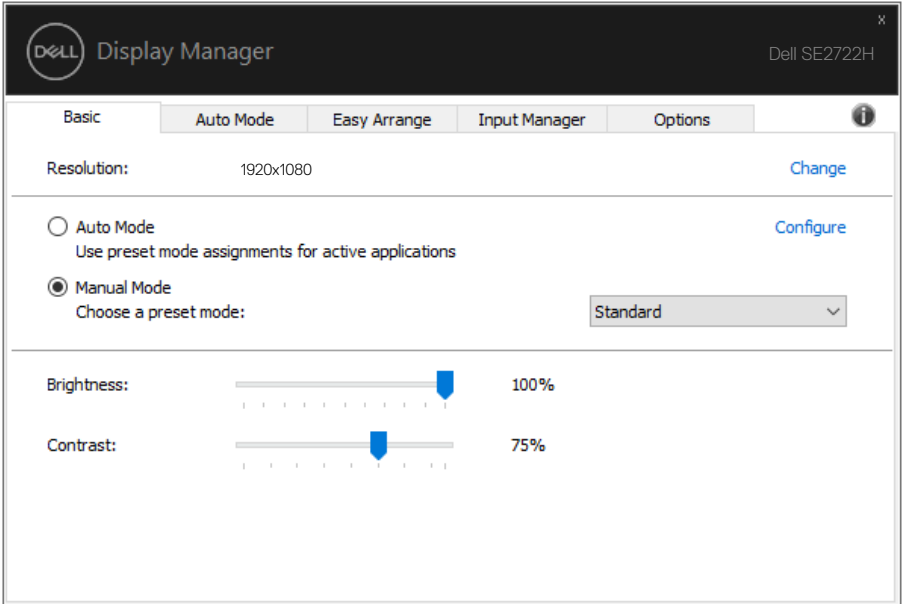 DELL Display Manager
x
Dell SE2722H
Basic Auto Mode Easy Arrange Input Manager Options i
Resolution: 1920x1080 Change
Auto Mode Configure
Use preset mode assignments for active applications
Manual Mode
Choose a preset mode: Standard
Brightness: 100%
Contrast: 75%